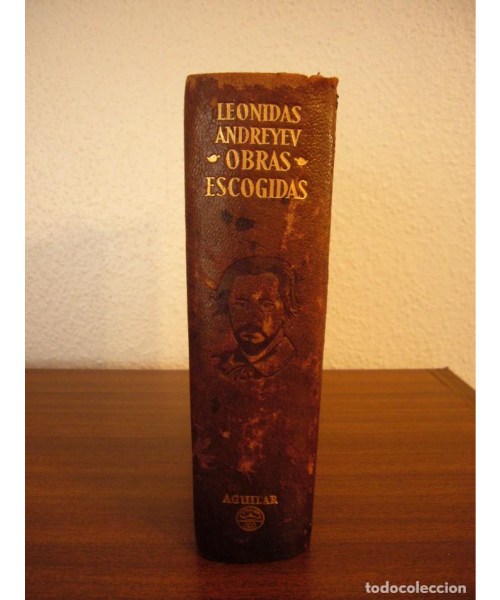 LEONIDAS
ANDREYEV
OBRAS
ESCOGIDAS
AGUILAR
todocoleccion